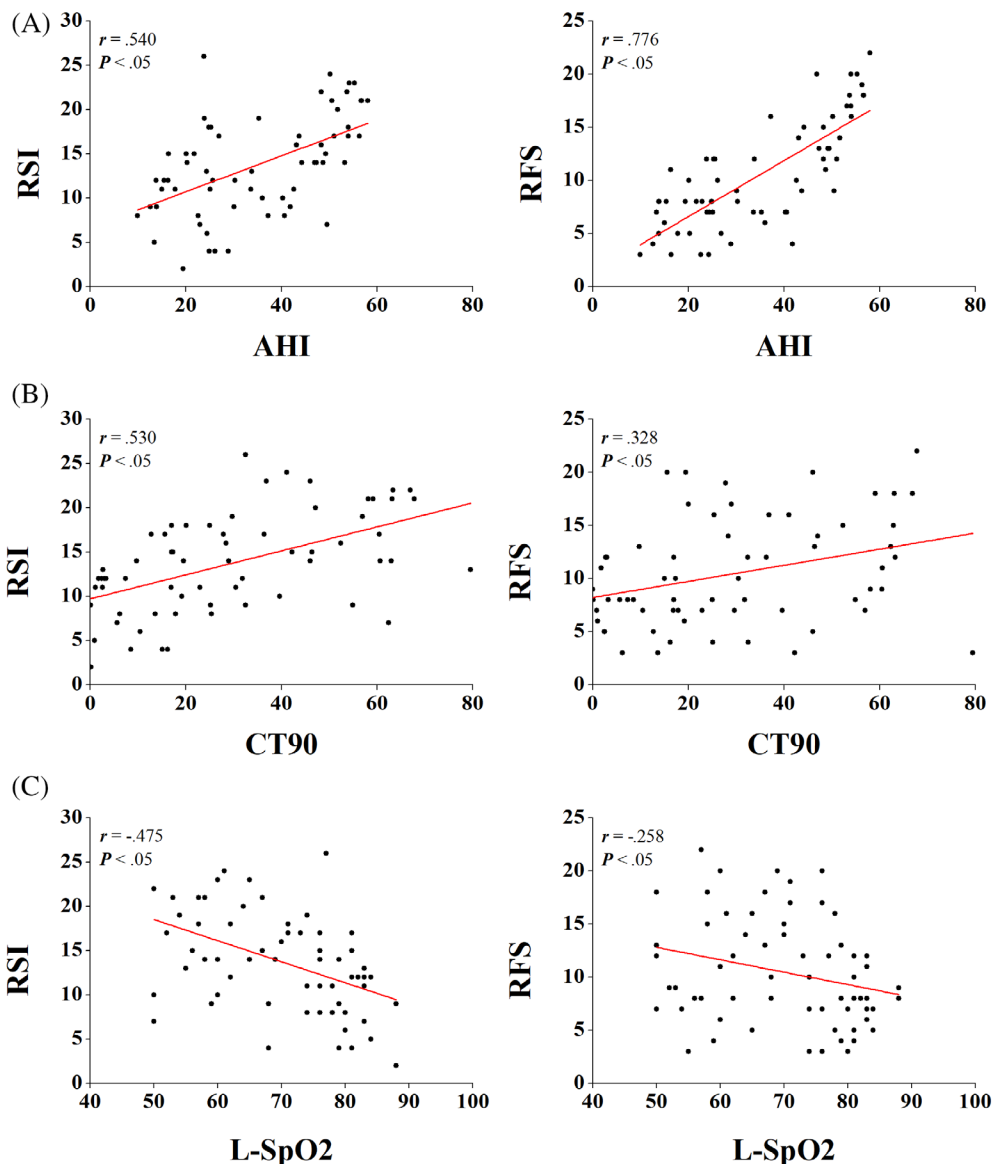 (A)
r = .540
P < .05
30
25
20
15
10
5
0
RSI
0 20 40 60 80
AHI
r = .776
P < .05
25
20
15
10
5
0
RFS
0 20 40 60 80
AHI
(B)
r = .530
P < .05
30
25
20
15
10
5
0
RSI
0 20 40 60 80
CT90
r = .328
P < .05
25
20
15
10
5
0
RFS
0 20 40 60 80
CT90
(C)
r = -.475
P < .05
30
25
20
15
10
5
0
RSI
40 50 60 70 80 90 100
L-SpO2
r = -.258
P < .05
25
20
15
10
5
0
RFS
40 50 60 70 80 90 100
L-SpO2